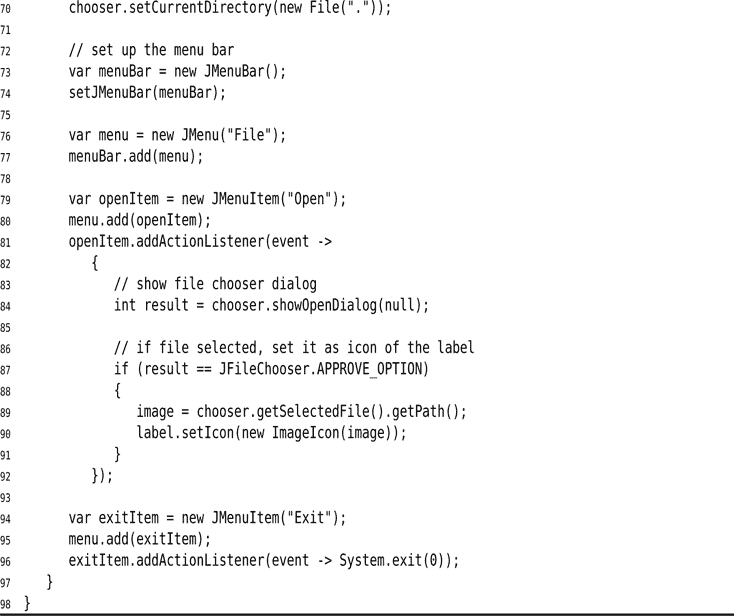 70 chooser.setCurrentDirectory(new File("."));
71
72 // set up the menu bar
73 var menuBar = new JMenuBar();
74 setJMenuBar(menuBar);
75
76 var menu = new JMenu("File");
77 menuBar.add(menu);
78
79 var openItem = new JMenuItem("Open");
80 menu.add(openItem);
81 openItem.addActionListener(event ->
82 {
83 // show file chooser dialog
84 int result = chooser.showOpenDialog(null);
85
86 // if file selected, set it as icon of the label
87 if (result == JFileChooser.APPROVE_OPTION)
88 {
89 image = chooser.getSelectedFile().getPath();
90 label.setIcon(new ImageIcon(image));
91 }
92 });
93
94 var exitItem = new JMenuItem("Exit");
95 menu.add(exitItem);
96 exitItem.addActionListener(event -> System.exit(0));
97 }
98 }